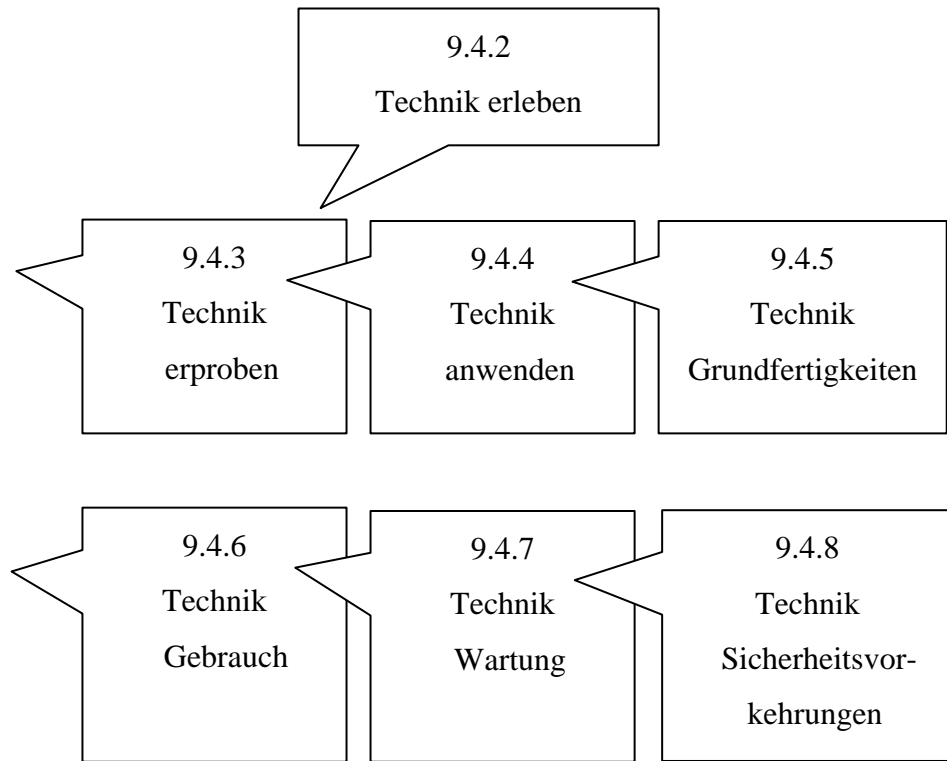 9.4.2
Technik erleben
9.4.3
Technik
erproben
9.4.4
Technik
anwenden
9.4.5
Technik
Grundfertigkeiten
9.4.6
Technik
Gebrauch
9.4.7
Technik
Wartung
9.4.8
Technik
Sicherheitsvor-
kehrungen